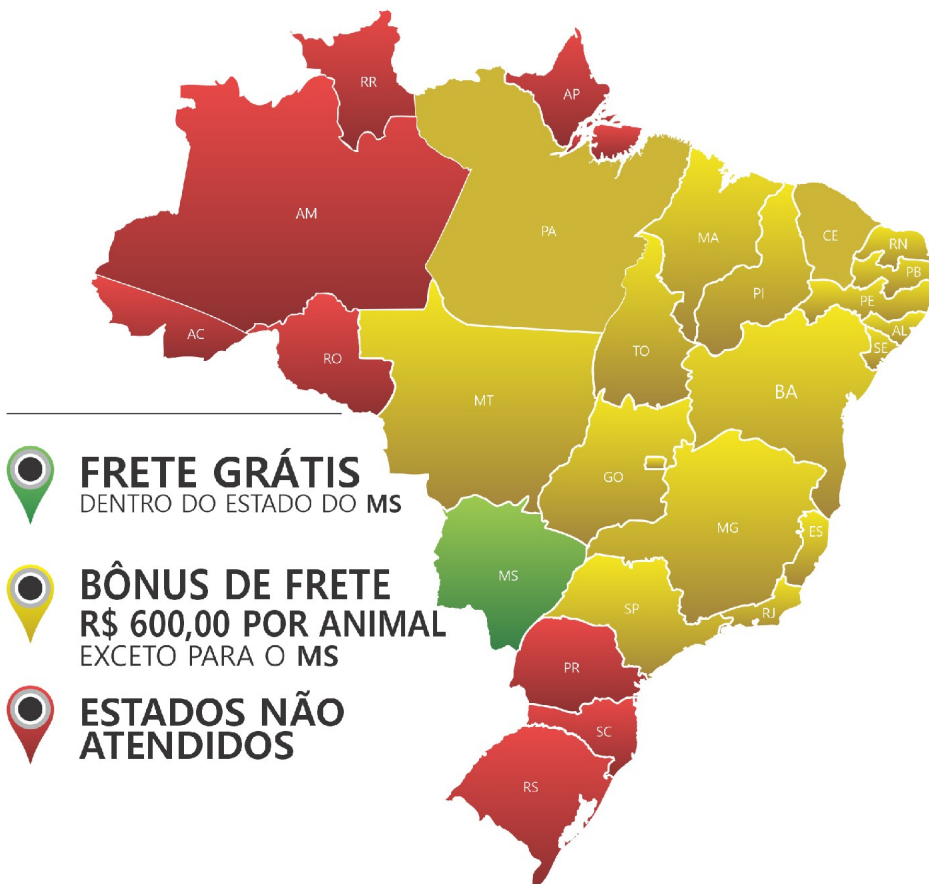 RR
AP
AM
PA
MA
CE
RN
PB
PI
PE
AL
SE
AC
RO
TO
MT
BA
GO
MG
ES
MS
SP
RJ
PR
SC
RS
FRETE GRÁTIS
DENTRO DO ESTADO DO MS
BÔNUS DE FRETE
R$ 600,00 POR ANIMAL
EXCETO PARA O MS
ESTADOS NÃO
ATENDIDOS